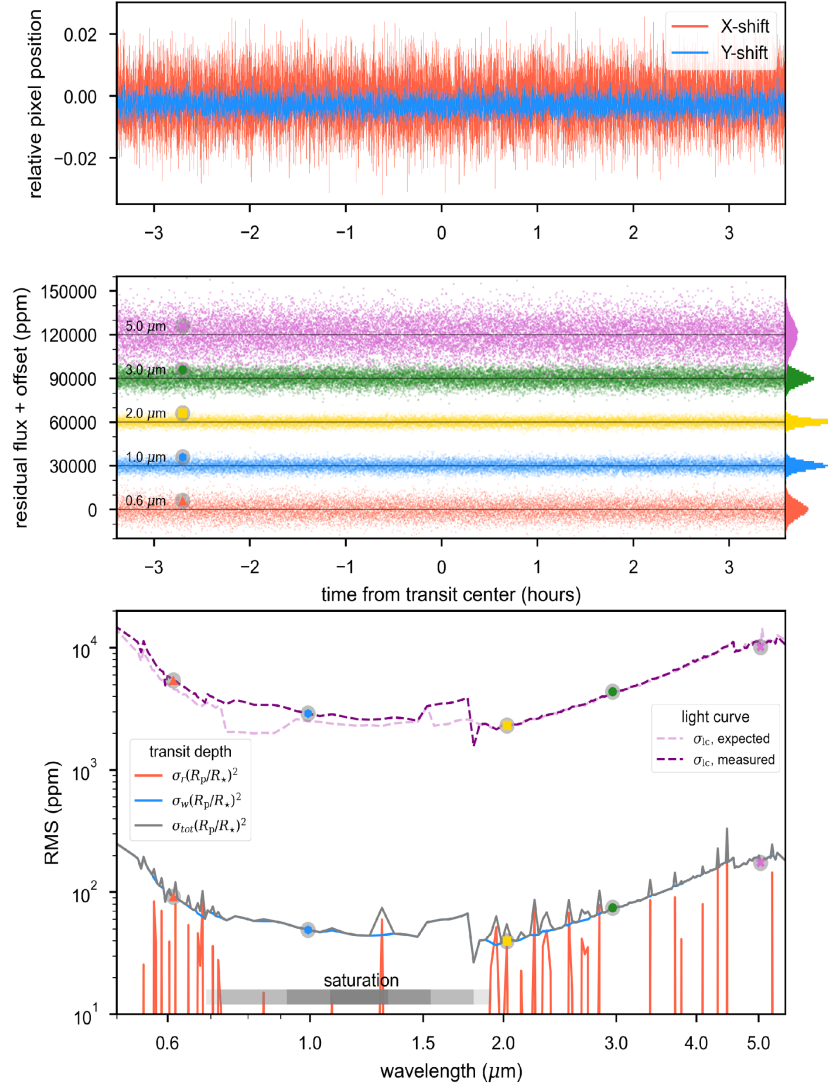 relative pixel position
0.02
0.00
−0.02
X-shift
Y-shift
−3 −2 −1 0 1 2 3
residual flux + offset (ppm)
150000
120000
90000
60000
30000
0
5.0 μm
3.0 μm
2.0 μm
1.0 μm
0.6 μm
−3 −2 −1 0 1 2 3
time from transit center (hours)
RMS (ppm)
10⁴
10³
10²
10¹
light curve
σ_lc, expected
σ_lc, measured
transit depth
σ_r(R_p/R_⋆)²
σ_w(R_p/R_⋆)²
σ_tot(R_p/R_⋆)²
saturation
0.6 1.0 1.5 2.0 3.0 4.0 5.0
wavelength (μm)